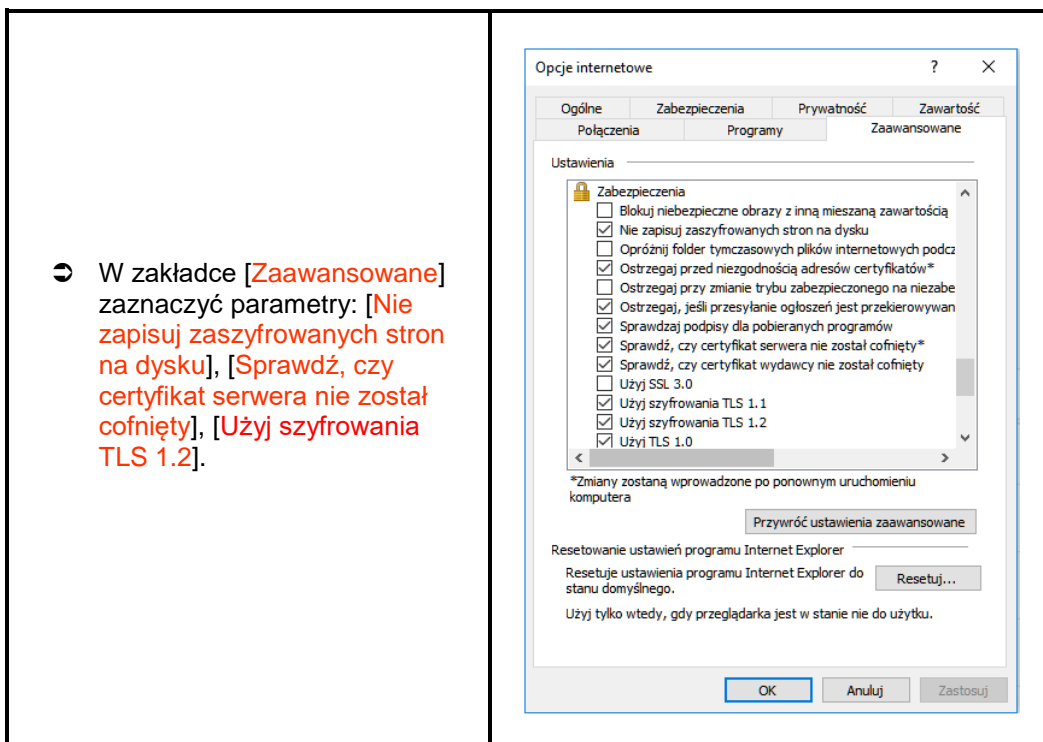 ➲ W zakładce [Zaawansowane]
zaznaczyć parametry: [Nie
zapisuj zaszyfrowanych stron
na dysku], [Sprawdź, czy
certyfikat serwera nie został
cofnięty], [Użyj szyfrowania
TLS 1.2].
Opcje internetowe ? ×
Ogólne Zabezpieczenia Prywatność Zawartość
Połączenia Programy Zaawansowane
Ustawienia
Zabezpieczenia
Blokuj niebezpieczne obrazy z inną mieszaną zawartością
Nie zapisuj zaszyfrowanych stron na dysku
Opróżnij folder tymczasowych plików internetowych podcz
Ostrzegaj przed niezgodnością adresów certyfikatów*
Ostrzegaj przy zmianie trybu zabezpieczonego na niezabe
Ostrzegaj, jeśli przesyłanie ogłoszeń jest przekierowywan
Sprawdzaj podpisy dla pobieranych programów
Sprawdź, czy certyfikat serwera nie został cofnięty*
Sprawdź, czy certyfikat wydawcy nie został cofnięty
Użyj SSL 3.0
Użyj szyfrowania TLS 1.1
Użyj szyfrowania TLS 1.2
Użyj TLS 1.0
*Zmiany zostaną wprowadzone po ponownym uruchomieniu
komputera
Przywróć ustawienia zaawansowane
Resetowanie ustawień programu Internet Explorer
Resetuje ustawienia programu Internet Explorer do
stanu domyślnego.
Resetuj...
Użyj tylko wtedy, gdy przeglądarka jest w stanie nie do użytku.
OK Anuluj Zastosuj